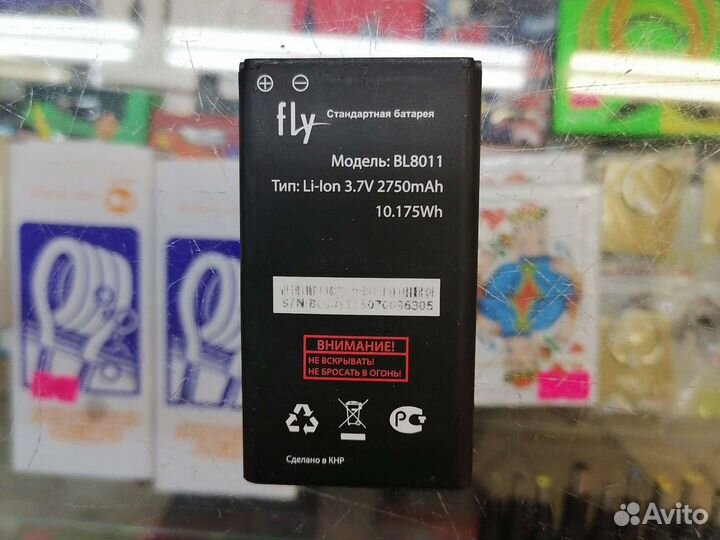 fly Стандартная батарея
Модель: BL8011
Тип: Li-Ion 3.7V 2750mAh
10.175Wh
ВНИМАНИЕ!
НЕ ВСКРЫВАТЬ!
НЕ БРОСАТЬ В ОГОНЬ!
Сделано в КНР
Avito